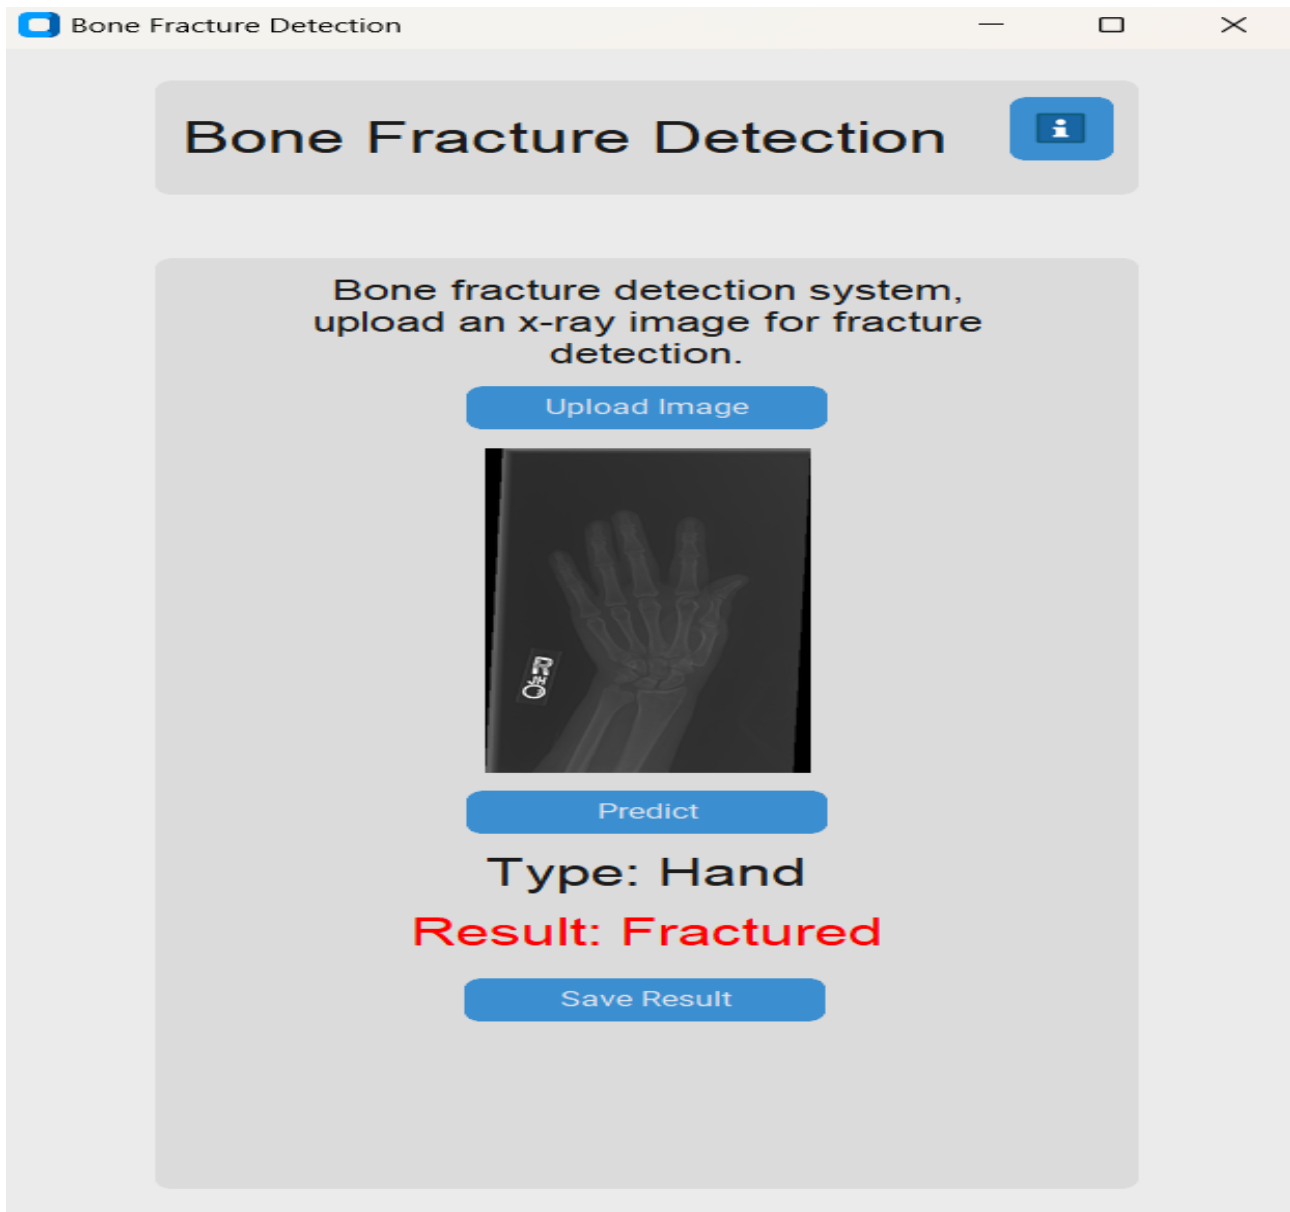 Bone Fracture Detection
Bone Fracture Detection
i
Bone fracture detection system,
upload an x-ray image for fracture
detection.
Upload Image
Predict
Type: Hand
Result: Fractured
Save Result